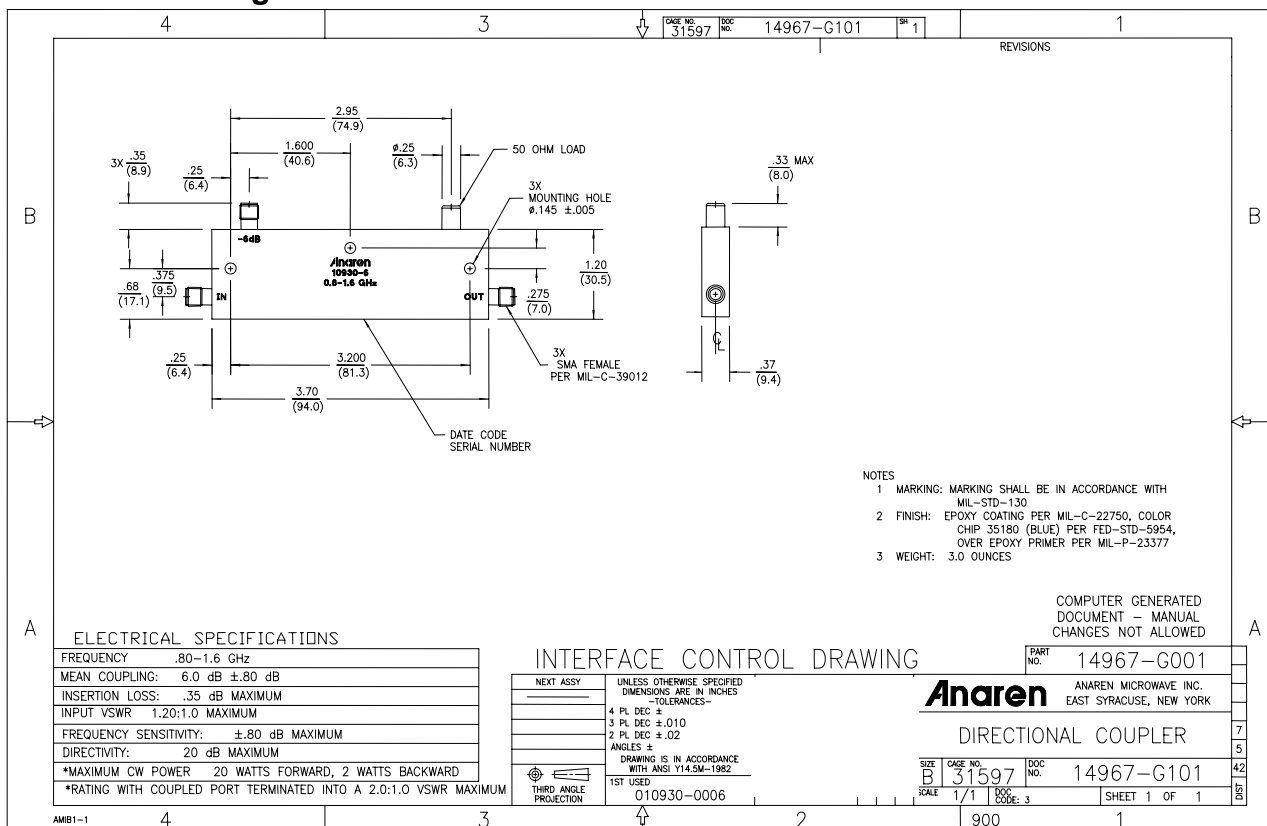 4
3
CAGE NO. 31597
DOC NO. 14967-G101
SH 1
1
REVISIONS
B
B
2.95
(74.9)
1.600
(40.6)
ø.25
(6.3)
50 OHM LOAD
3X .35
(8.9)
.25
(6.4)
3X
MOUNTING HOLE
ø.145 ±.005
.33 MAX
(8.0)
-6dB
Anaren
10930-6
0.8-1.6 GHz
IN
OUT
.68
(17.1)
.375
(9.5)
1.20
(30.5)
.275
(7.0)
.25
(6.4)
3.200
(81.3)
3.70
(94.0)
3X
SMA FEMALE
PER MIL-C-39012
CL
.37
(9.4)
DATE CODE
SERIAL NUMBER
NOTES
1 MARKING: MARKING SHALL BE IN ACCORDANCE WITH
MIL-STD-130
2 FINISH: EPOXY COATING PER MIL-C-22750, COLOR
CHIP 35180 (BLUE) PER FED-STD-5954,
OVER EPOXY PRIMER PER MIL-P-23377
3 WEIGHT: 3.0 OUNCES
COMPUTER GENERATED
DOCUMENT - MANUAL
CHANGES NOT ALLOWED
A
A
ELECTRICAL SPECIFICATIONS
FREQUENCY .80-1.6 GHz
MEAN COUPLING: 6.0 dB ±.80 dB
INSERTION LOSS: .35 dB MAXIMUM
INPUT VSWR 1.20:1.0 MAXIMUM
FREQUENCY SENSITIVITY: ±.80 dB MAXIMUM
DIRECTIVITY: 20 dB MAXIMUM
*MAXIMUM CW POWER 20 WATTS FORWARD, 2 WATTS BACKWARD
*RATING WITH COUPLED PORT TERMINATED INTO A 2.0:1.0 VSWR MAXIMUM
INTERFACE CONTROL DRAWING
NEXT ASSY
UNLESS OTHERWISE SPECIFIED
DIMENSIONS ARE IN INCHES
-TOLERANCES-
4 PL DEC ±
3 PL DEC ±.010
2 PL DEC ±.02
ANGLES ±
DRAWING IS IN ACCORDANCE
WITH ANSI Y14.5M-1982
THIRD ANGLE
PROJECTION
1ST USED
010930-0006
PART NO. 14967-G001
Anaren
ANAREN MICROWAVE INC.
EAST SYRACUSE, NEW YORK
DIRECTIONAL COUPLER
SIZE B
CAGE NO. 31597
DOC NO. 14967-G101
SCALE 1/1
DOC CODE: 3
SHEET 1 OF 1
7
5
42
DIST
AMIB1-1
4
3
2
900
1